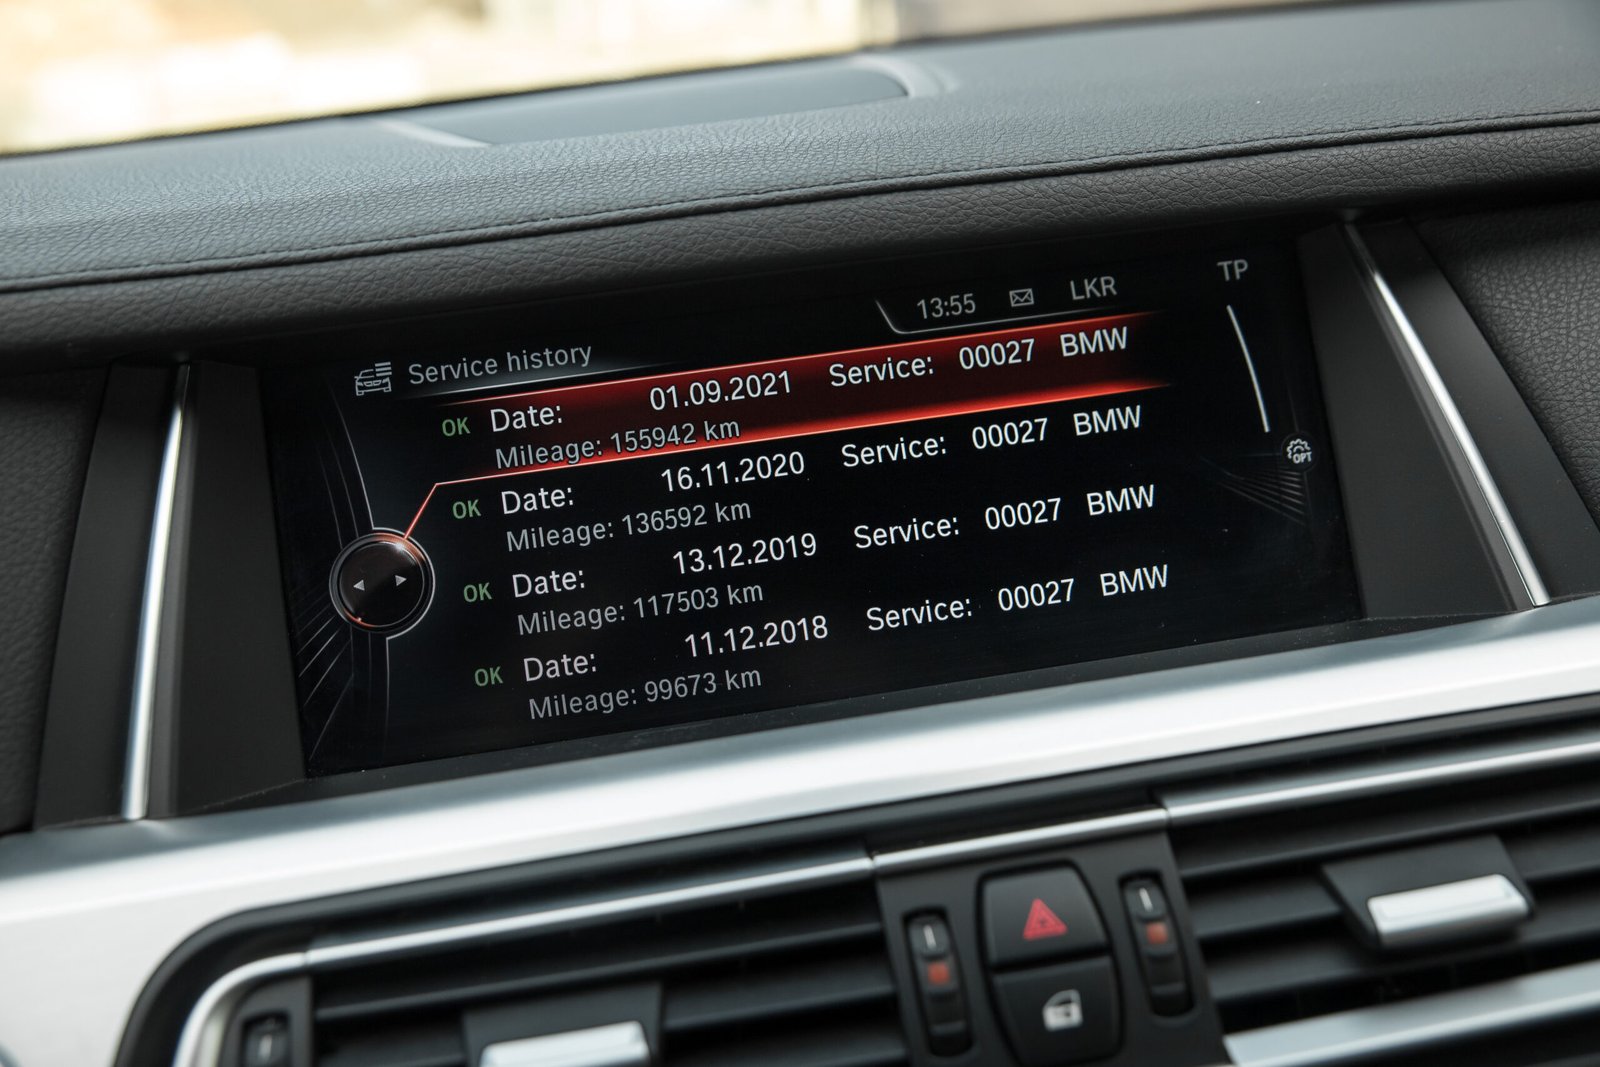 13:55 LKR TP
Service history
OK Date: 01.09.2021 Service: 00027 BMW
Mileage: 155942 km
OK Date: 16.11.2020 Service: 00027 BMW
Mileage: 136592 km
OPT
OK Date: 13.12.2019 Service: 00027 BMW
Mileage: 117503 km
OK Date: 11.12.2018 Service: 00027 BMW
Mileage: 99673 km